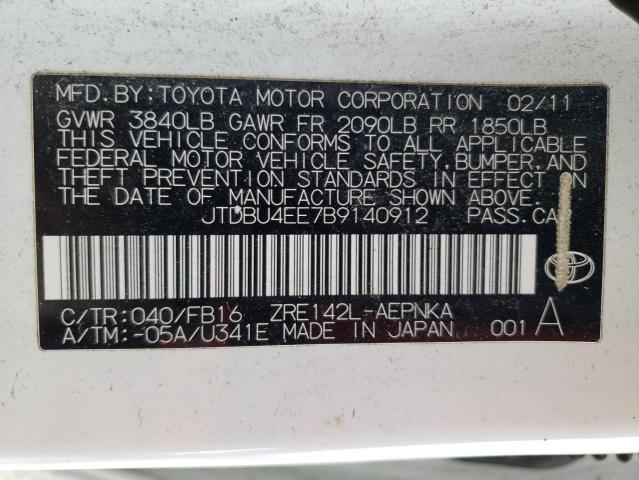 MFD.BY:TOYOTA MOTOR CORPORATION 02/11
GVWR 3840LB GAWR FR 2090LB RR 1850LB
THIS VEHICLE CONFORMS TO ALL APPLICABLE
FEDERAL MOTOR VEHICLE SAFETY,BUMPER,AND
THEFT PREVENTION STANDARDS IN EFFECT ON
THE DATE OF MANUFACTURE SHOWN ABOVE.
JTDBU4EE7B9140912 PASS.CAR
C/TR:040/FB16 ZRE142L-AEPNKA
A/TM:-05A/U341E MADE IN JAPAN 001 A